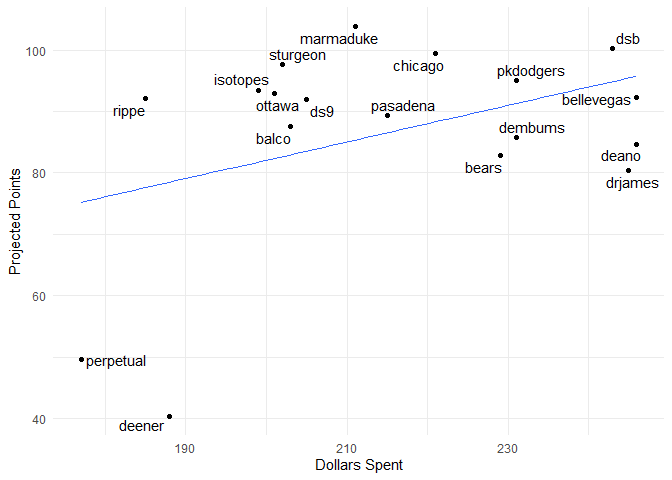 marmaduke
dsb
100
sturgeon
chicago
pkdodgers
isotopes
ottawa
ds9
pasadena
bellevegas
rippe
balco
dembums
deano
bears
80
drjames
Projected Points
60
perpetual
deener
40
190
210
230
Dollars Spent